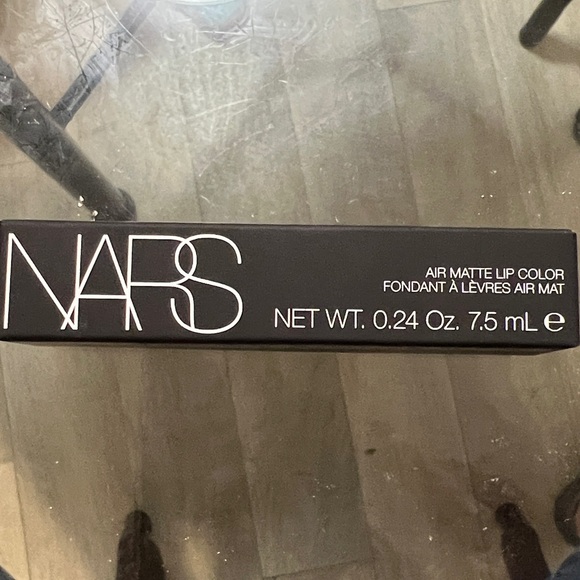 NARS
AIR MATTE LIP COLOR
FONDANT À LÈVRES AIR MAT
NET WT. 0.24 Oz. 7.5 mL ℮